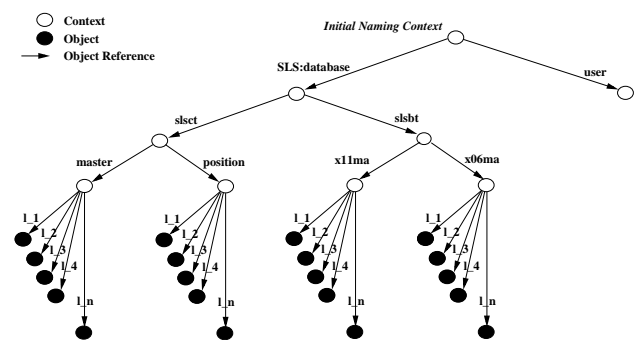 Context
Object
Object Reference
Initial Naming Context
SLS:database
user
slsct
slsbt
master
position
x11ma
x06ma
l_1
l_2
l_3
l_4
l_n
l_1
l_2
l_3
l_4
l_n
l_1
l_2
l_3
l_4
l_n
l_1
l_2
l_3
l_4
l_n